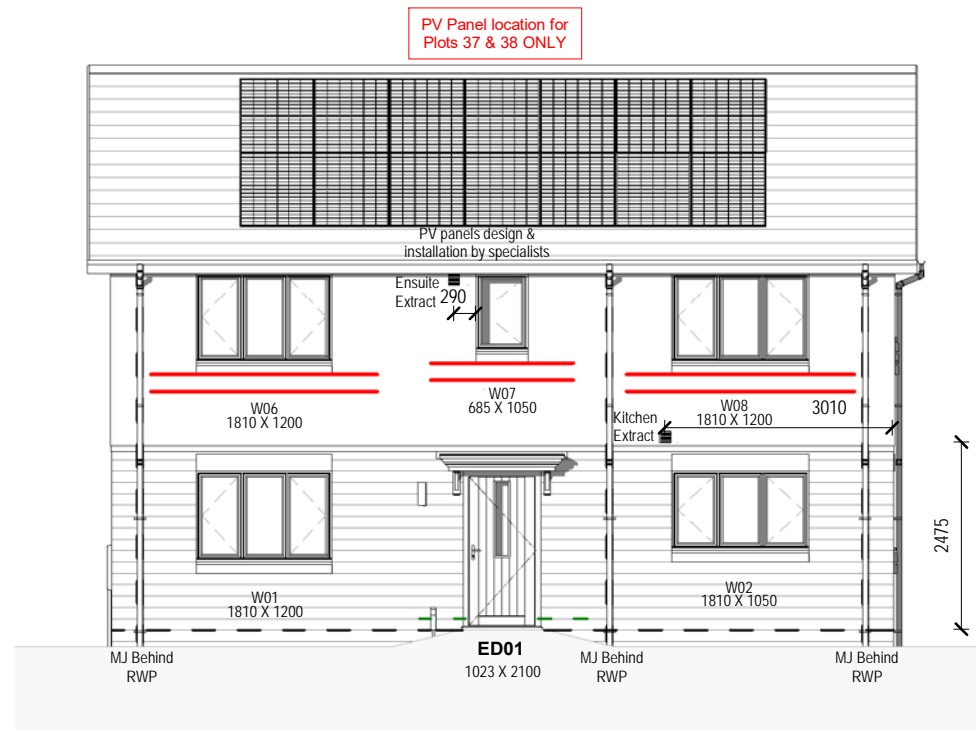 PV Panel location for
Plots 37 & 38 ONLY
PV panels design &
installation by specialists
Ensuite
Extract
290
W06
1810 X 1200
W07
685 X 1050
W08
1810 X 1200
3010
Kitchen
Extract
2475
W01
1810 X 1200
W02
1810 X 1050
ED01
1023 X 2100
MJ Behind
RWP
MJ Behind
RWP
MJ Behind
RWP